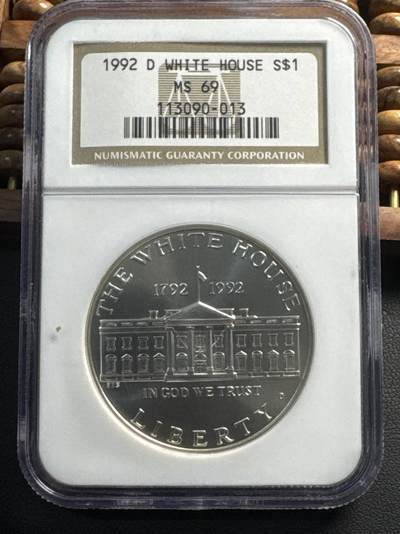 1992 D WHITE HOUSE S$1
MS 69
113090-013
NUMISMATIC GUARANTY CORPORATION
THE WHITE HOUSE
1792 1992
IN GOD WE TRUST
D
LIBERTY